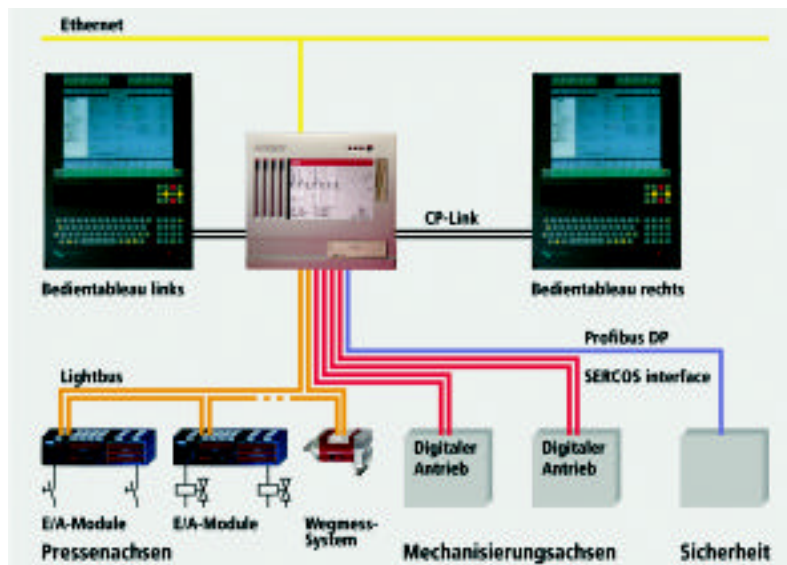 Ethernet
CP-Link
Bedientableau links
Bedientableau rechts
Profibus DP
Lightbus
SERCOS interface
Digitaler
Antrieb
Digitaler
Antrieb
E/A-Module
E/A-Module
Wegmess-
System
Pressenachsen
Mechanisierungsachsen
Sicherheit